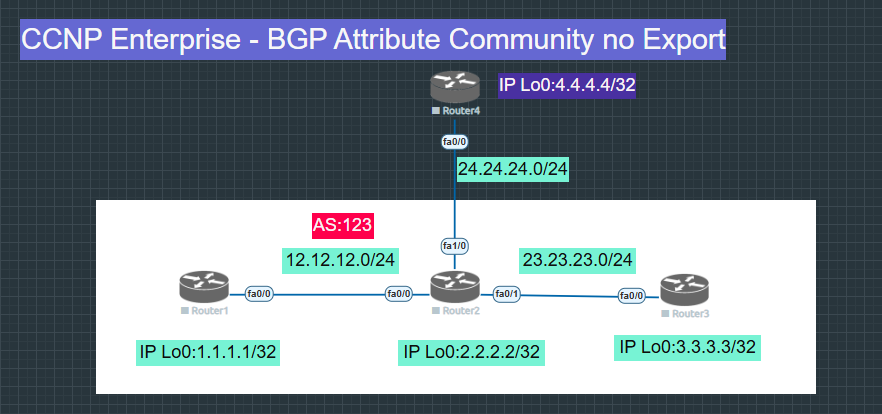 CCNP Enterprise - BGP Attribute Community no Export
IP Lo0:4.4.4.4/32
Router4
fa0/0
24.24.24.0/24
AS:123
fa1/0
12.12.12.0/24
23.23.23.0/24
fa0/0
fa0/0
fa0/1
fa0/0
Router1
Router2
Router3
IP Lo0:1.1.1.1/32
IP Lo0:2.2.2.2/32
IP Lo0:3.3.3.3/32